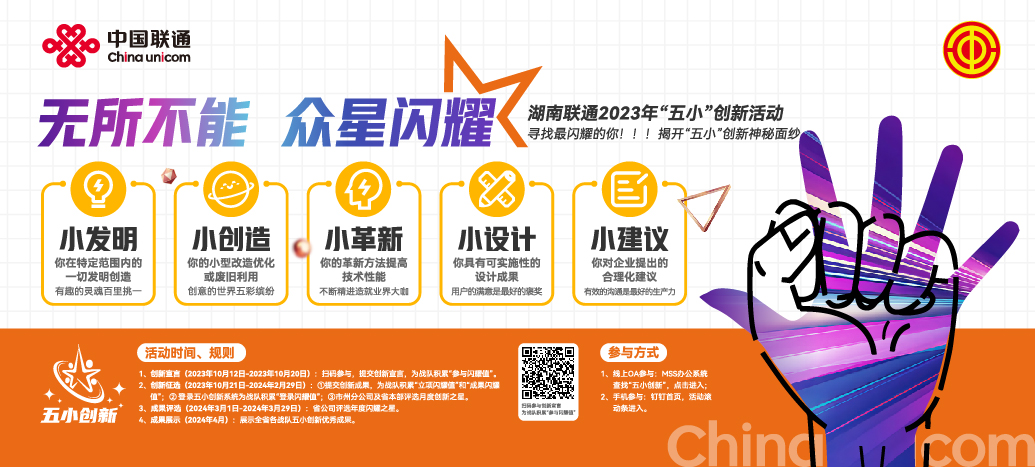 中国联通
China unicom
无所不能 众星闪耀
湖南联通2023年“五小”创新活动
寻找最闪耀的你！！！揭开“五小”创新神秘面纱
小发明
你在特定范围内的
一切发明创造
有趣的灵魂百里挑一
小创造
你的小型改造优化
或废旧利用
创意的世界五彩缤纷
小革新
你的革新方法提高
技术性能
不断精进造就业界大咖
小设计
你具有可实施性的
设计成果
用户的满意是最好的褒奖
小建议
你对企业提出的
合理化建议
有效的沟通是最好的生产力
五小创新
活动时间、规则
1、创新宣言（2023年10月12日-2023年10月20日）：扫码参与，提交创新宣言，为战队积累“参与闪耀值”。
2、创新征选（2023年10月21日-2024年2月29日）：①提交创新成果，为战队积累“立项闪耀值”和“成果闪耀
值”；②登录五小创新系统为战队积累“登录闪耀值”；③市州分公司及省本部评选月度创新之星。
3、成果评选（2024年3月1日-2024年3月29日）：省公司评选年度闪耀之星。
4、成果展示（2024年4月）：展示全省各战队五小创新优秀成果。
扫码参与创新宣言
为战队积累“参与闪耀值”
参与方式
1、线上OA参与：MSS办公系统
查找“五小创新”，点击进入；
2、手机参与：钉钉首页，活动滚
动条进入。
China
com